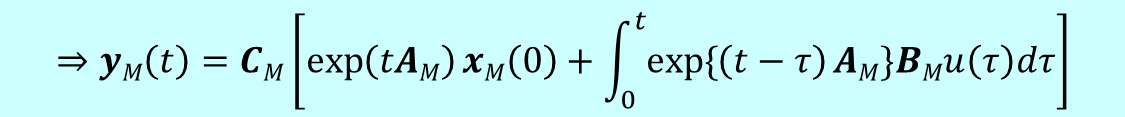 ⇒ 𝒚_M(t) = 𝑪_M [exp(t𝑨_M) 𝒙_M(0) + ∫_0^t exp{(t − τ) 𝑨_M}𝑩_M u(τ)dτ]